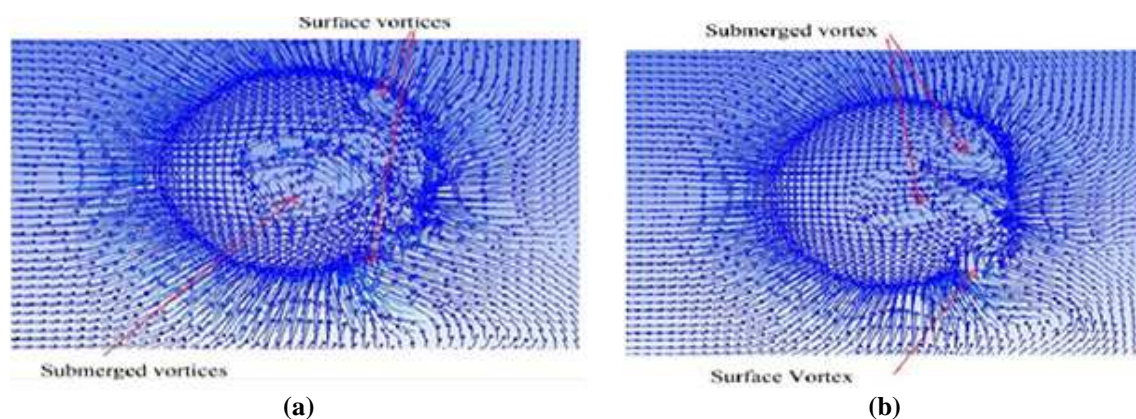 Surface vortices
Submerged vortex
Submerged vortices
Surface Vortex
(a)
(b)